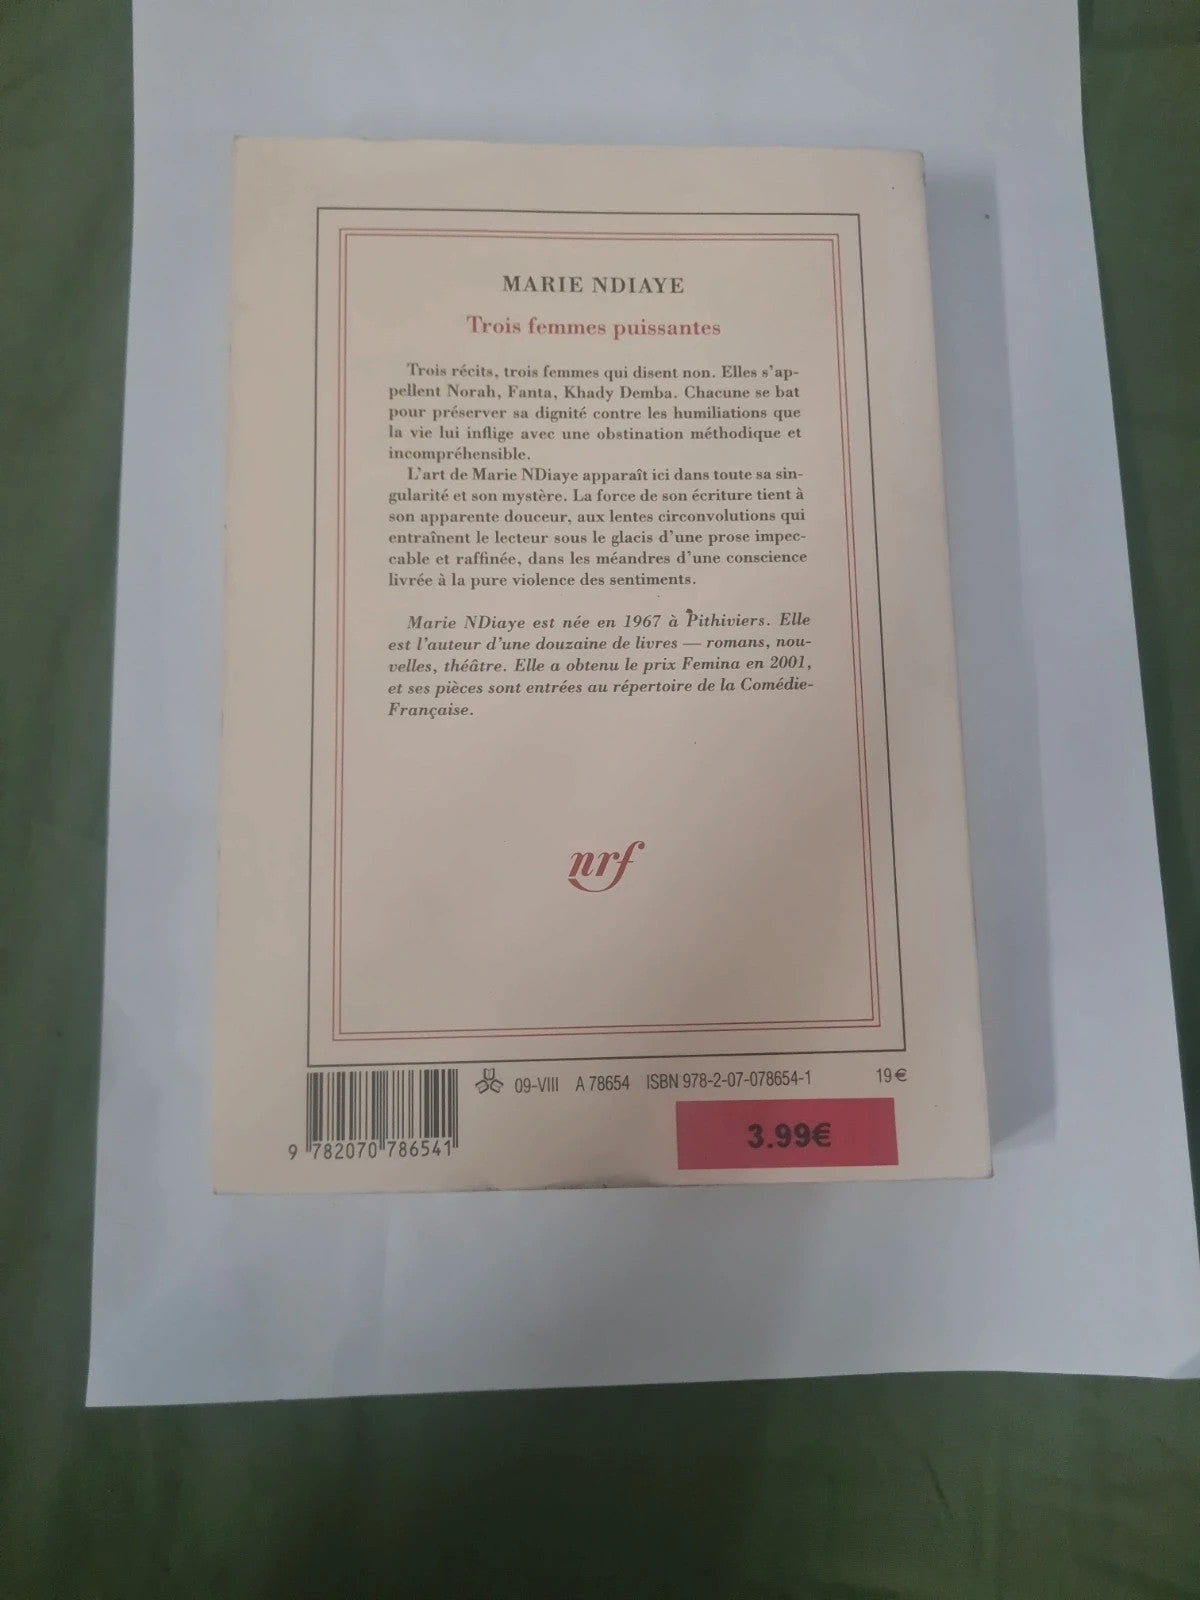 MARIE NDIAYE
Trois femmes puissantes
Trois récits, trois femmes qui disent non. Elles s'ap-
pellent Norah, Fanta, Khady Demba. Chacune se bat
pour préserver sa dignité contre les humiliations que
la vie lui inflige avec une obstination méthodique et
incompréhensible.
L'art de Marie NDiaye apparaît ici dans toute sa sin-
gularité et son mystère. La force de son écriture tient à
son apparente douceur, aux lentes circonvolutions qui
entraînent le lecteur sous le glacis d'une prose impec-
cable et raffinée, dans les méandres d'une conscience
livrée à la pure violence des sentiments.
Marie NDiaye est née en 1967 à Pithiviers. Elle
est l'auteur d'une douzaine de livres — romans, nou-
velles, théâtre. Elle a obtenu le prix Femina en 2001,
et ses pièces sont entrées au répertoire de la Comédie-
Française.
nrf
09-VIII A 78654 ISBN 978-2-07-078654-1 19 €
3.99€
9 782070 786541